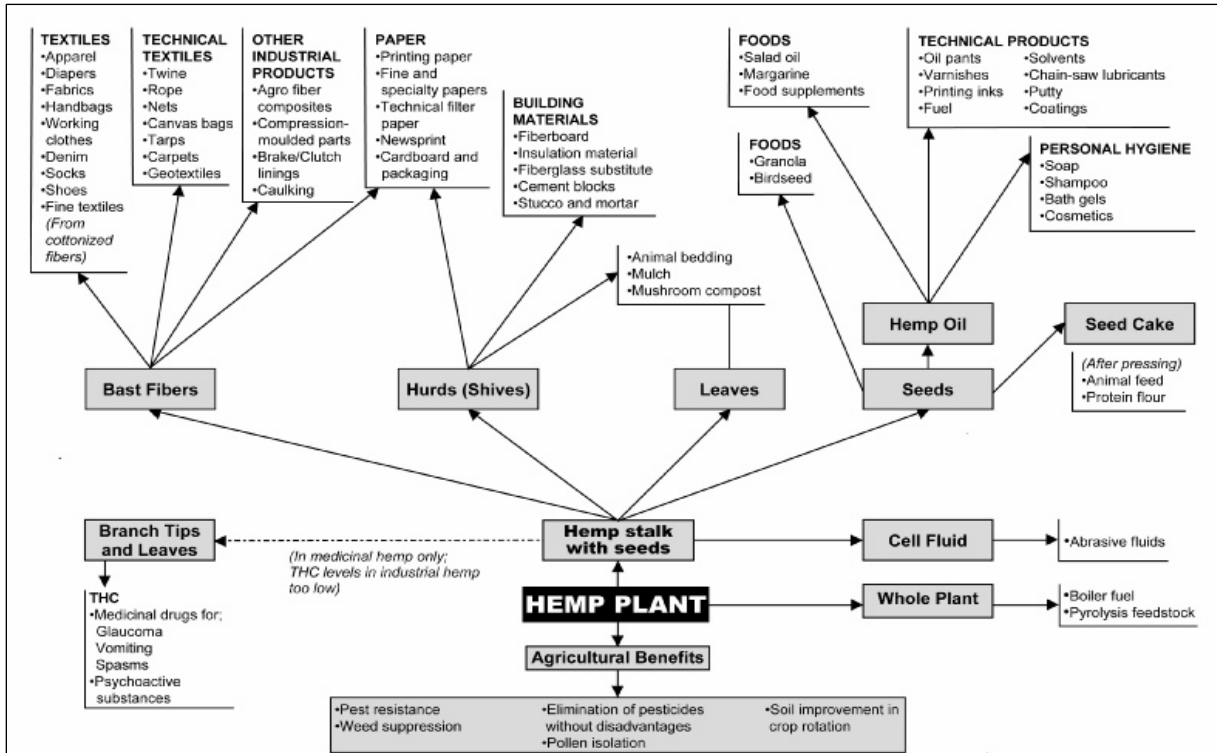 TEXTILES
•Apparel
•Diapers
•Fabrics
•Handbags
•Working
clothes
•Denim
•Socks
•Shoes
•Fine textiles
(From
cottonized
fibers)
TECHNICAL
TEXTILES
•Twine
•Rope
•Nets
•Canvas bags
•Tarps
•Carpets
•Geotextiles
OTHER
INDUSTRIAL
PRODUCTS
•Agro fiber
composites
•Compression-
moulded parts
•Brake/Clutch
linings
•Caulking
PAPER
•Printing paper
•Fine and
specialty papers
•Technical filter
paper
•Newsprint
•Cardboard and
packaging
BUILDING
MATERIALS
•Fiberboard
•Insulation material
•Fiberglass substitute
•Cement blocks
•Stucco and mortar
•Animal bedding
•Mulch
•Mushroom compost
FOODS
•Salad oil
•Margarine
•Food supplements
FOODS
•Granola
•Birdseed
TECHNICAL PRODUCTS
•Oil pants
•Varnishes
•Printing inks
•Fuel
•Solvents
•Chain-saw lubricants
•Putty
•Coatings
PERSONAL HYGIENE
•Soap
•Shampoo
•Bath gels
•Cosmetics
Hemp Oil
Seed Cake
(After pressing)
•Animal feed
•Protein flour
Bast Fibers
Hurds (Shives)
Leaves
Seeds
Branch Tips
and Leaves
(In medicinal hemp only;
THC levels in industrial hemp
too low)
Hemp stalk
with seeds
Cell Fluid
•Abrasive fluids
THC
•Medicinal drugs for;
Glaucoma
Vomiting
Spasms
•Psychoactive
substances
HEMP PLANT
Whole Plant
•Boiler fuel
•Pyrolysis feedstock
Agricultural Benefits
•Pest resistance
•Weed suppression
•Elimination of pesticides
without disadvantages
•Pollen isolation
•Soil improvement in
crop rotation